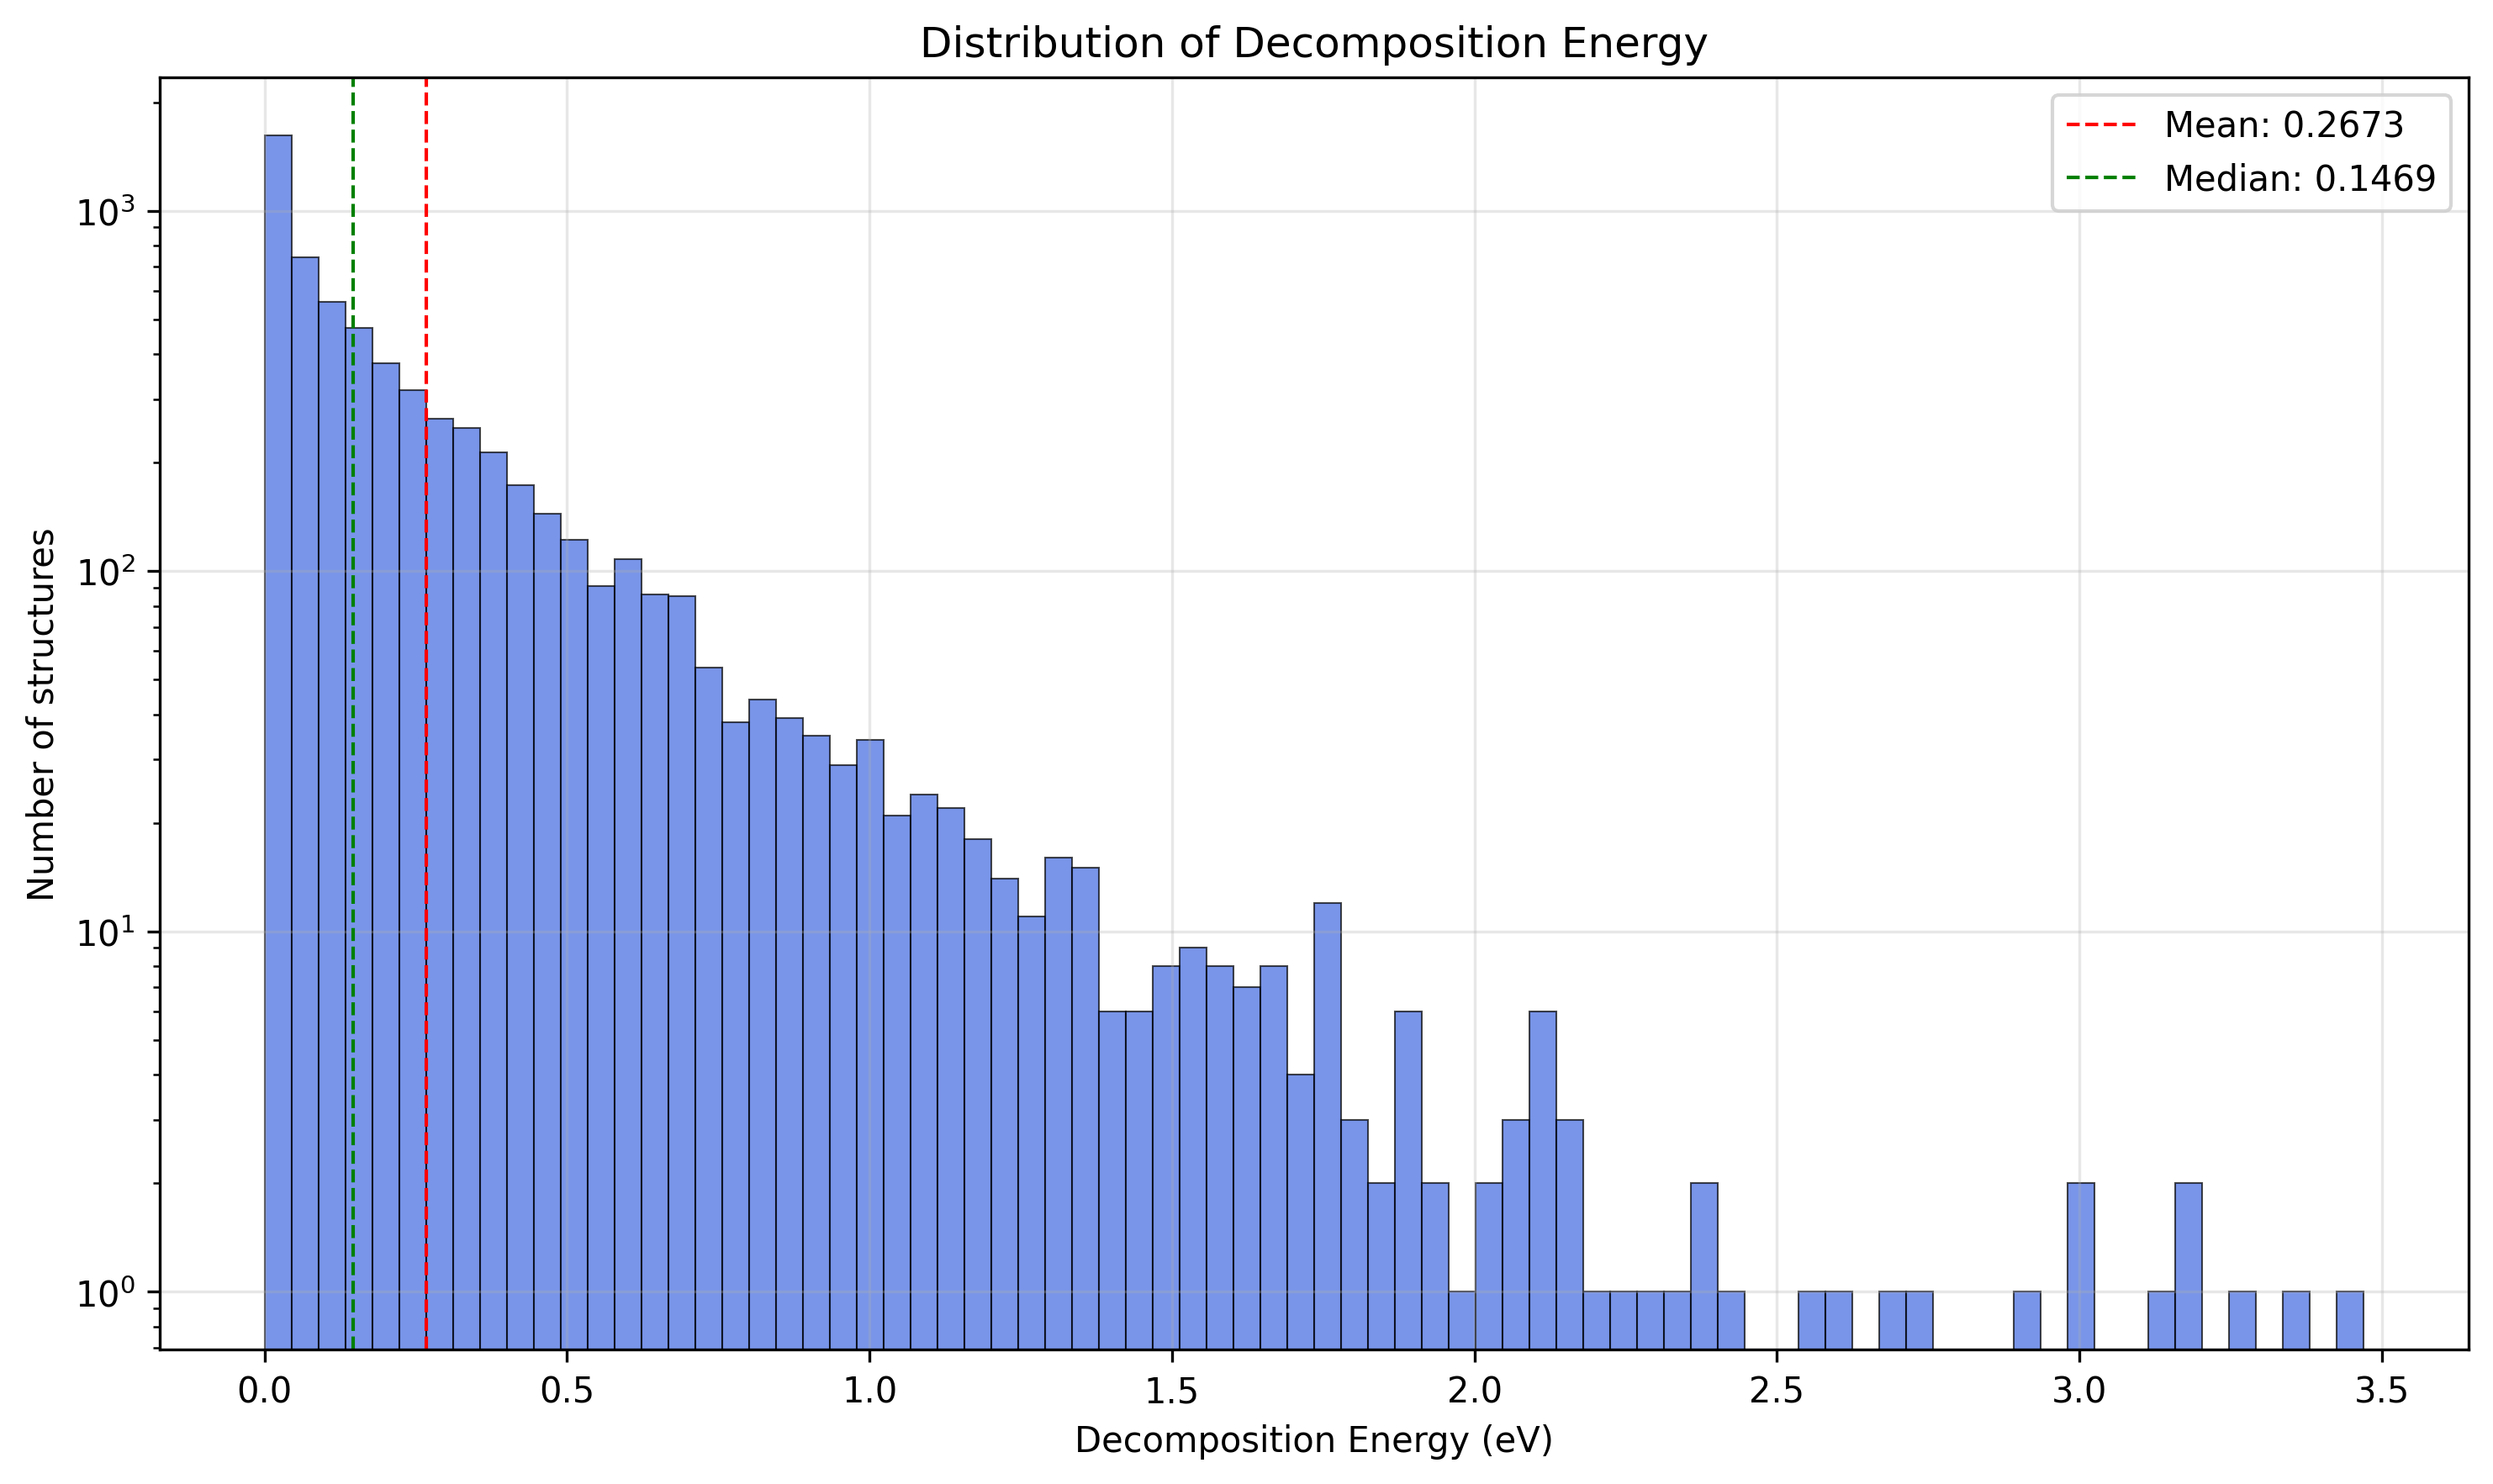 Distribution of Decomposition Energy
Mean: 0.2673
Median: 0.1469
Number of structures
10³
10²
10¹
10⁰
0.0 0.5 1.0 1.5 2.0 2.5 3.0 3.5
Decomposition Energy (eV)